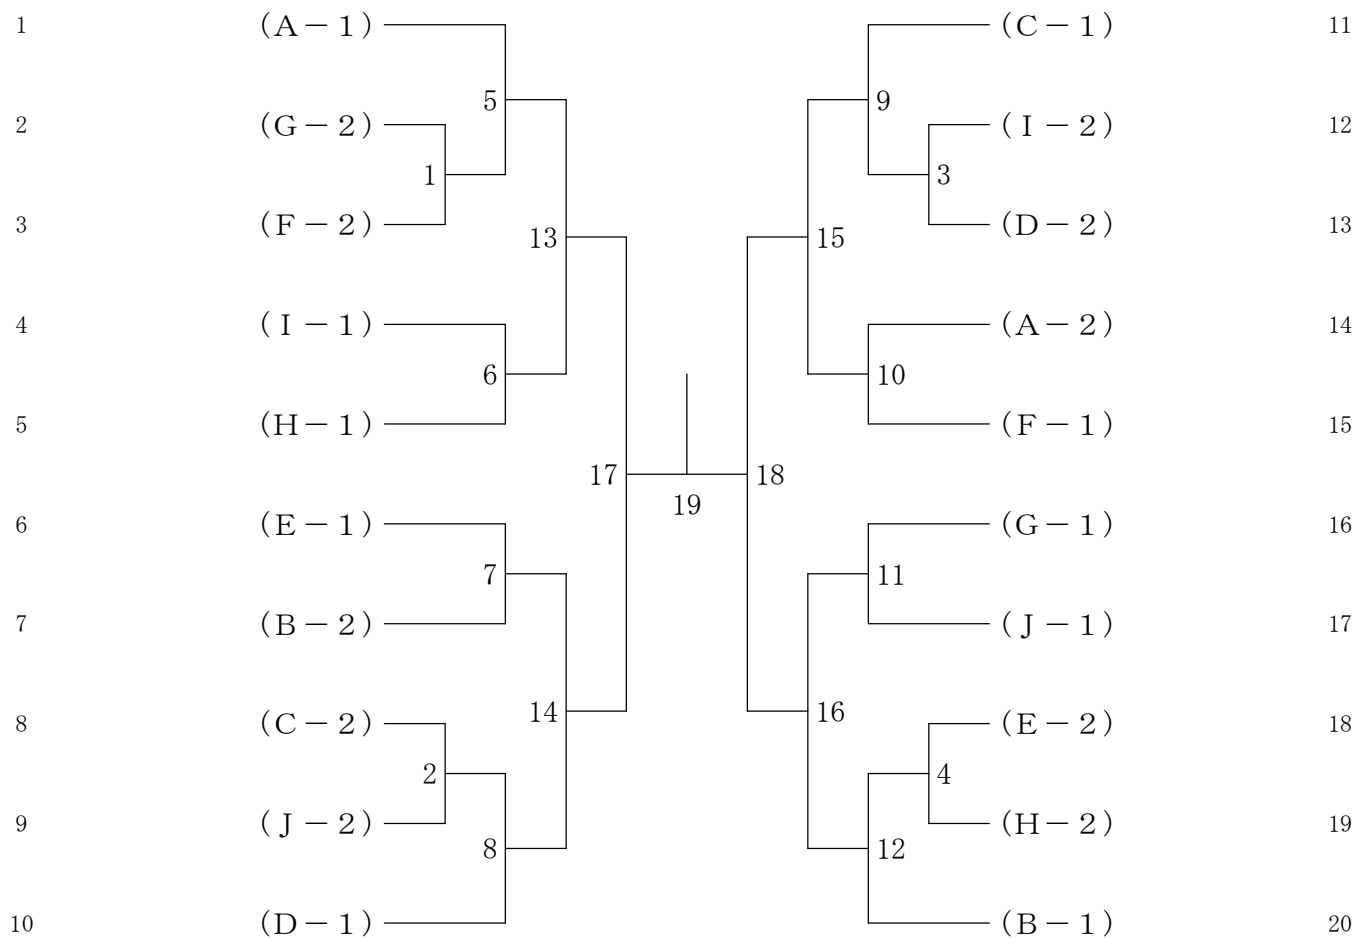 1 (A－1) (C－1) 11
5 9
2 (G－2) (I－2) 12
1 3
3 (F－2) (D－2) 13
13 15
4 (I－1) (A－2) 14
6 10
5 (H－1) (F－1) 15
17 18
19
6 (E－1) (G－1) 16
7 11
7 (B－2) (J－1) 17
14 16
8 (C－2) (E－2) 18
2 4
9 (J－2) (H－2) 19
8 12
10 (D－1) (B－1) 20